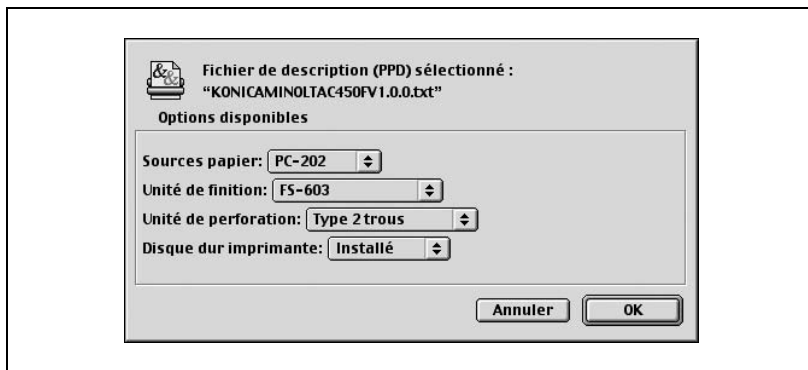 Fichier de description (PPD) sélectionné :
“KONICAMINOLTAC450FV1.0.0.txt”
Options disponibles
Sources papier: PC-202
Unité de finition: FS-603
Unité de perforation: Type 2 trous
Disque dur imprimante: Installé
Annuler OK